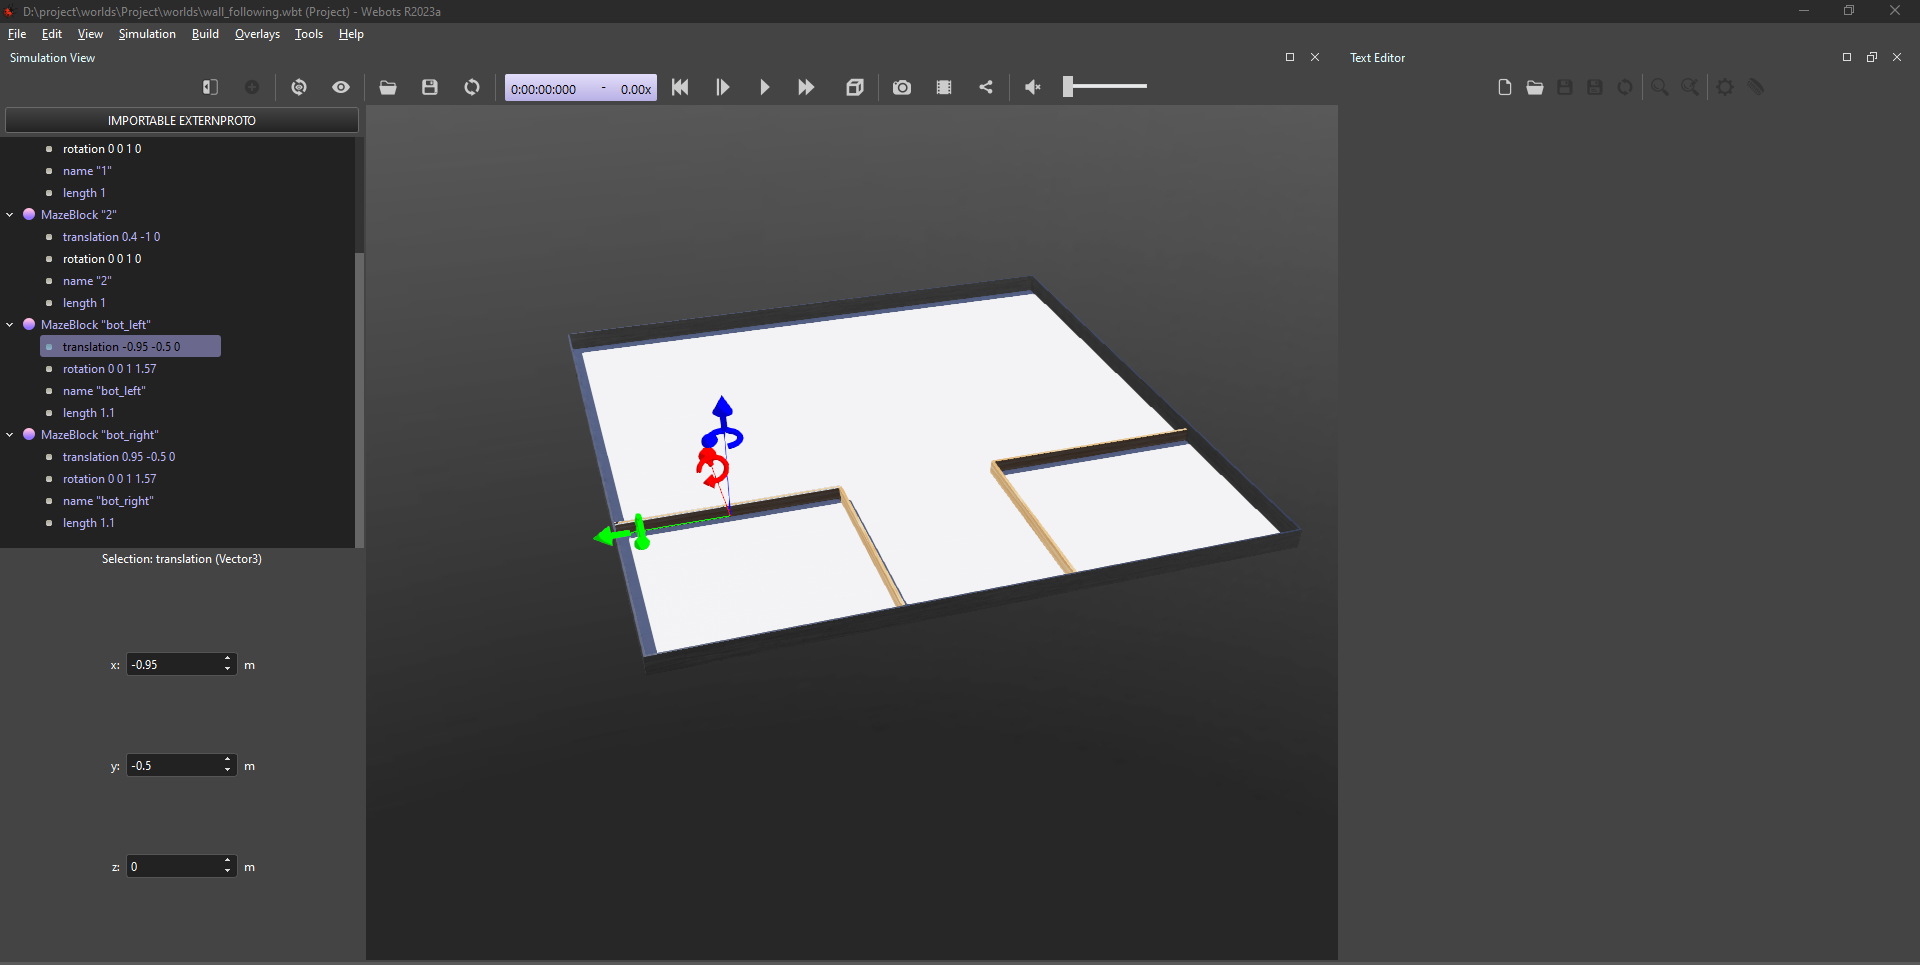 D:\project\worlds\Project\worlds\wall_following.wbt (Project) - Webots R2023a
File Edit View Simulation Build Overlays Tools Help
Simulation View
Text Editor
0:00:00:000 - 0.00x
IMPORTABLE EXTERNPROTO
rotation 0 0 1 0
name "1"
length 1
MazeBlock "2"
translation 0.4 -1 0
rotation 0 0 1 0
name "2"
length 1
MazeBlock "bot_left"
translation -0.95 -0.5 0
rotation 0 0 1 1.57
name "bot_left"
length 1.1
MazeBlock "bot_right"
translation 0.95 -0.5 0
rotation 0 0 1 1.57
name "bot_right"
length 1.1
Selection: translation (Vector3)
x: -0.95 m
y: -0.5 m
z: 0 m